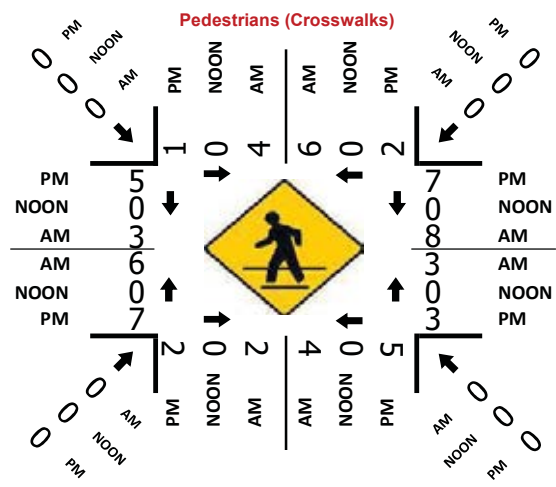 Pedestrians (Crosswalks)
0 PM
0 NOON
0 AM
PM NOON AM AM NOON PM
PM 0
NOON 0
AM 0
1 0 4 6 0 2
PM 5 7 PM
NOON 0 0 NOON
AM 3 8 AM
AM 6 3 AM
NOON 0 0 NOON
PM 7 3 PM
2 0 2 4 0 5
PM NOON AM AM NOON PM
0 AM
0 NOON
0 PM
AM 0
NOON 0
PM 0